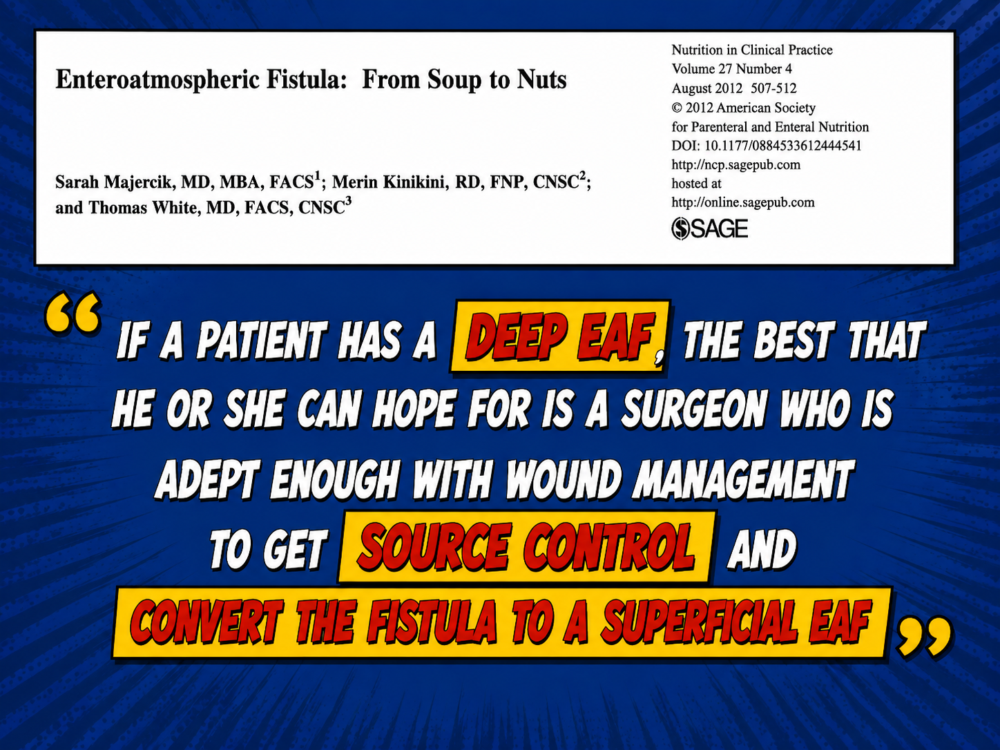 Enteroatmospheric Fistula: From Soup to Nuts
Sarah Majercik, MD, MBA, FACS1; Merin Kinikini, RD, FNP, CNSC2;
and Thomas White, MD, FACS, CNSC3
Nutrition in Clinical Practice
Volume 27 Number 4
August 2012 507-512
© 2012 American Society
for Parenteral and Enteral Nutrition
DOI: 10.1177/0884533612444541
http://ncp.sagepub.com
hosted at
http://online.sagepub.com
SAGE
“IF A PATIENT HAS A DEEP EAF, THE BEST THAT
HE OR SHE CAN HOPE FOR IS A SURGEON WHO IS
ADEPT ENOUGH WITH WOUND MANAGEMENT
TO GET SOURCE CONTROL AND
CONVERT THE FISTULA TO A SUPERFICIAL EAF”